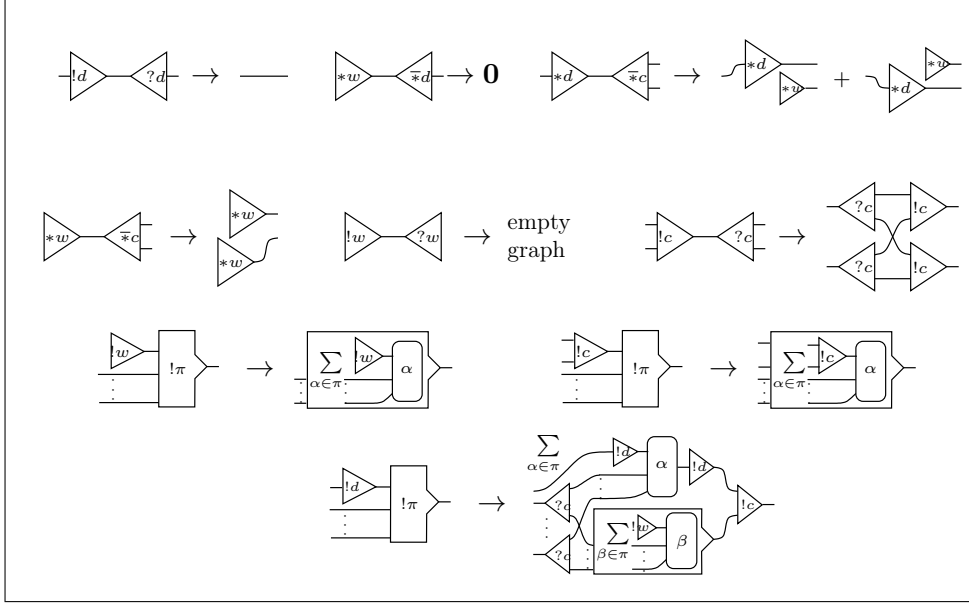 !d ?d → ∗w ∗̅d → 0 ∗d ∗̅c → ∗d ∗w + ∗w ∗d
∗w ∗̅c → ∗w ∗w !w ?w → empty graph !c ?c → ?c !c ?c !c
!w !π → ∑ α∈π !w α !c !π → ∑ α∈π !c α
!d !π → ∑ α∈π !d α !d ?c ?c ∑ β∈π !w β !c